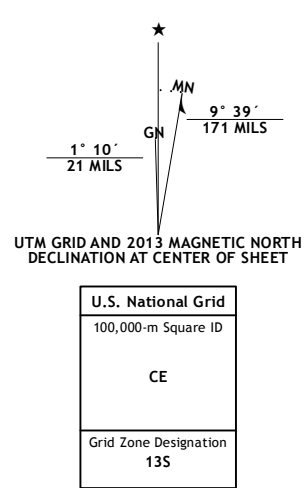 ★
MN
9° 39´
171 MILS
GN
1° 10´
21 MILS
UTM GRID AND 2013 MAGNETIC NORTH
DECLINATION AT CENTER OF SHEET
U.S. National Grid
100,000-m Square ID
CE
Grid Zone Designation
13S